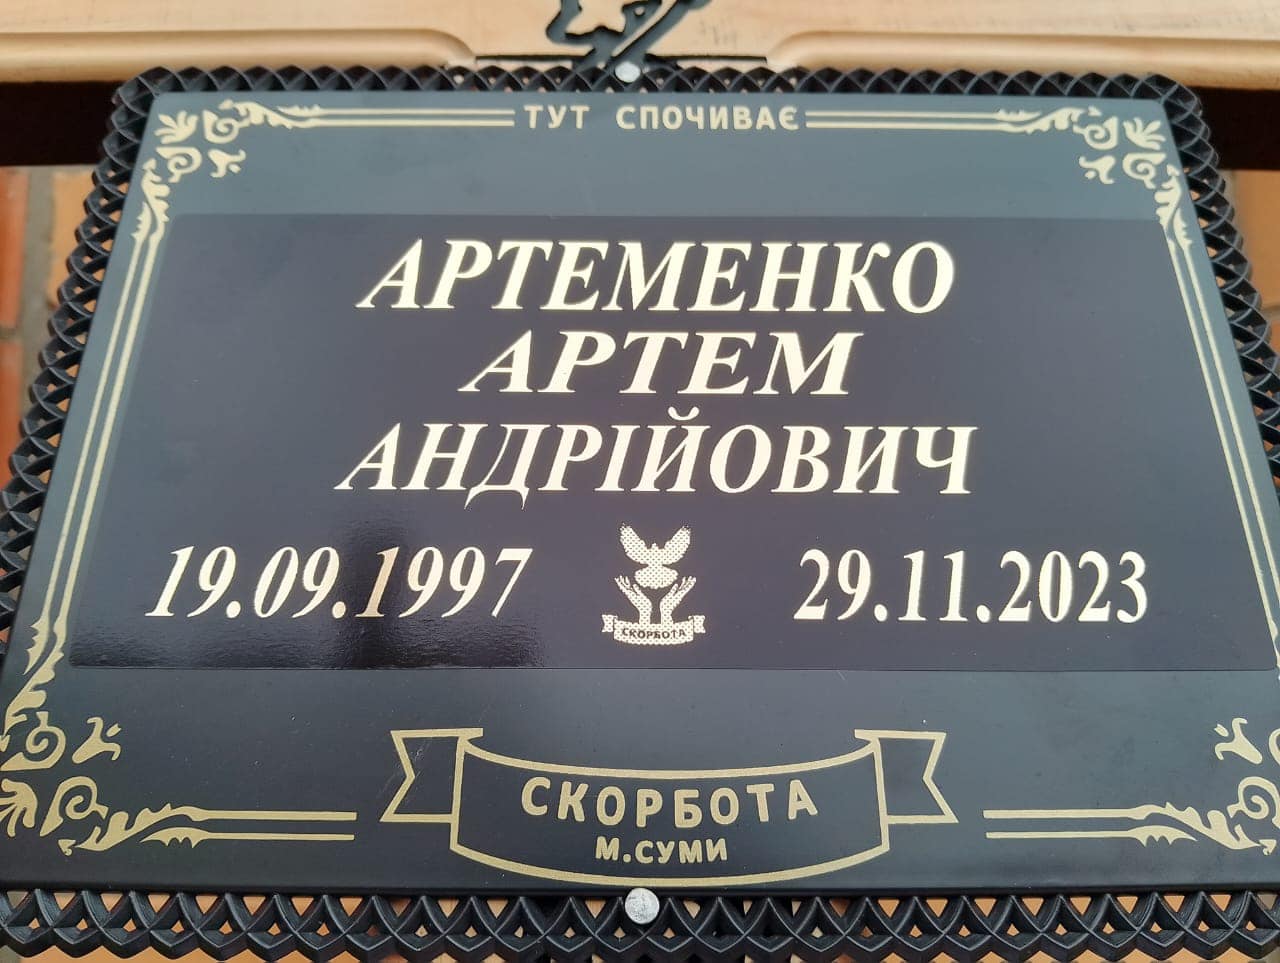 ТУТ СПОЧИВАЄ
АРТЕМЕНКО
АРТЕМ
АНДРІЙОВИЧ
19.09.1997
29.11.2023
СКОРБОТА
СКОРБОТА
М.СУМИ